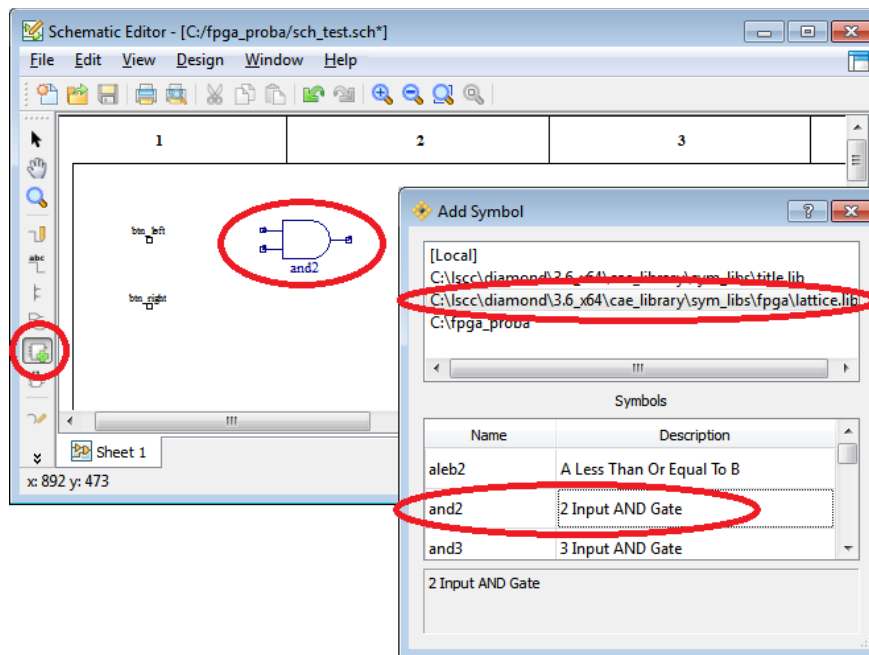 Schematic Editor - [C:/fpga_proba/sch_test.sch*]
File Edit View Design Window Help
1 2 3
btn_left
and2
btn_right
abc
Sheet 1
x: 892 y: 473
Add Symbol
[Local]
C:\lscc\diamond\3.6_x64\cae_library\sym_libs\title.lib
C:\lscc\diamond\3.6_x64\cae_library\sym_libs\fpga\lattice.lib
C:\fpga_proba
Symbols
Name Description
aleb2 A Less Than Or Equal To B
and2 2 Input AND Gate
and3 3 Input AND Gate
2 Input AND Gate